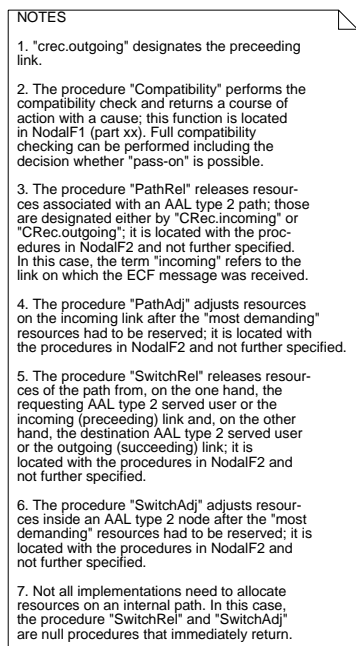 NOTES
1. "crec.outgoing" designates the preceeding
link.
2. The procedure "Compatibility" performs the
compatibility check and returns a course of
action with a cause; this function is located
in NodalF1 (part xx). Full compatibility
checking can be performed including the
decision whether "pass-on" is possible.
3. The procedure "PathRel" releases resour-
ces associated with an AAL type 2 path; those
are designated either by "CRec.incoming" or
"CRec.outgoing"; it is located with the proc-
edures in NodalF2 and not further specified.
In this case, the term "incoming" refers to the
link on which the ECF message was received.
4. The procedure "PathAdj" adjusts resources
on the incoming link after the "most demanding"
resources had to be reserved; it is located with
the procedures in NodalF2 and not further specified.
5. The procedure "SwitchRel" releases resour-
ces of the path from, on the one hand, the
requesting AAL type 2 served user or the
incoming (preceeding) link and, on the other
hand, the destination AAL type 2 served user
or the outgoing (succeeding) link; it is
located with the procedures in NodalF2 and
not further specified.
6. The procedure "SwitchAdj" adjusts resour-
ces inside an AAL type 2 node after the "most
demanding" resources had to be reserved; it is
located with the procedures in NodalF2 and
not further specified.
7. Not all implementations need to allocate
resources on an internal path. In this case,
the procedure "SwitchRel" and "SwitchAdj"
are null procedures that immediately return.